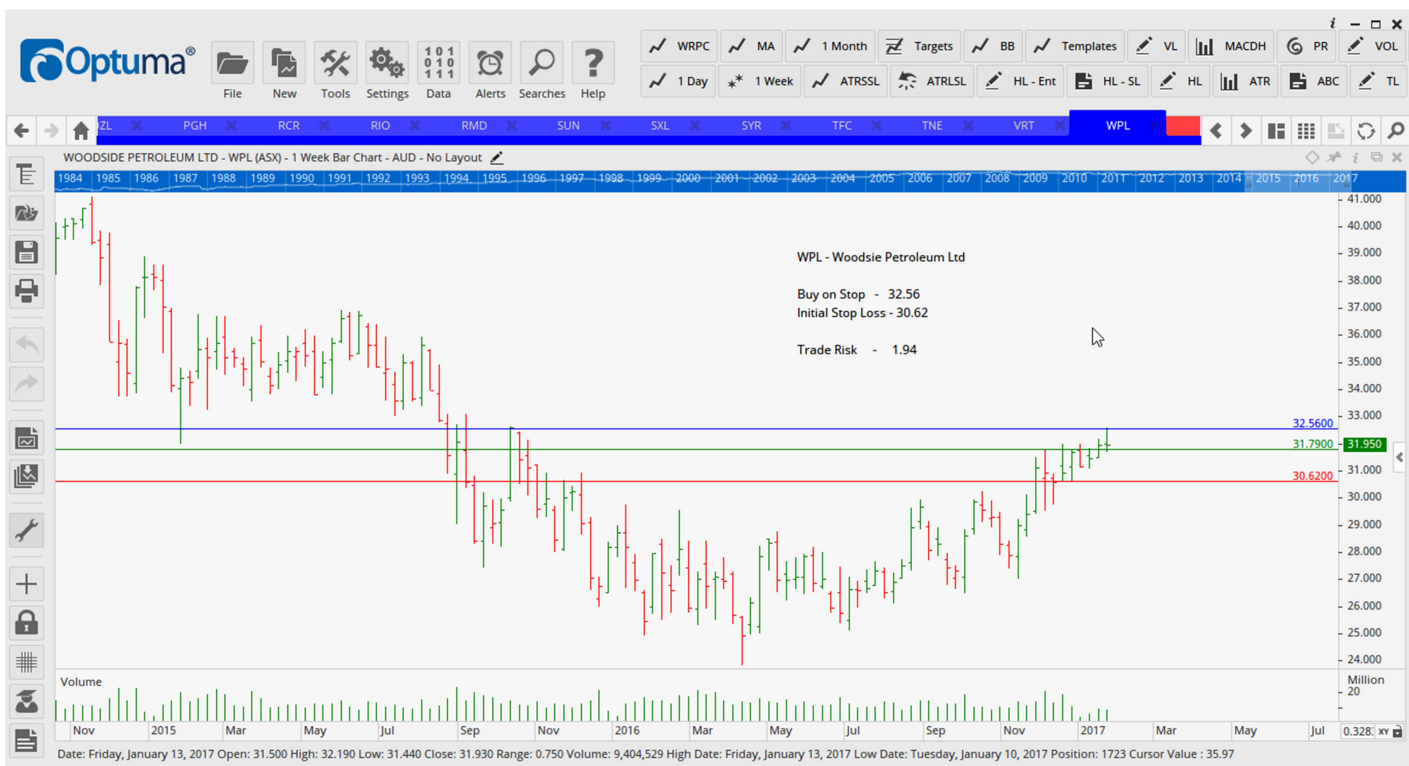 Optuma®
File
New
Tools
Settings
101
010
111
Data
Alerts
Searches
Help
WRPC MA 1 Month Targets BB Templates VL MACDH PR VOL
1 Day 1 Week ATRSSL ATRLSL HL - Ent HL - SL HL ATR ABC TL
ZL PGH RCR RIO RMD SUN SXL SYR TFC TNE VRT WPL
WOODSIDE PETROLEUM LTD - WPL (ASX) - 1 Week Bar Chart - AUD - No Layout
1984 1985 1986 1987 1988 1989 1990 1991 1992 1993 1994 1995 1996 1997 1998 1999 2000 2001 2002 2003 2004 2005 2006 2007 2008 2009 2010 2011 2012 2013 2014 2015 2016 2017
WPL - Woodsie Petroleum Ltd
Buy on Stop - 32.56
Initial Stop Loss - 30.62
Trade Risk - 1.94
32.5600
31.7900
30.6200
41.000
40.000
39.000
38.000
37.000
36.000
35.000
34.000
33.000
31.950
31.000
30.000
29.000
28.000
27.000
26.000
25.000
24.000
Volume
Million
20
Nov 2015 Mar May Jul Sep Nov 2016 Mar May Jul Sep Nov 2017 Mar May Jul
0.328 XY
Date: Friday, January 13, 2017 Open: 31.500 High: 32.190 Low: 31.440 Close: 31.930 Range: 0.750 Volume: 9,404,529 High Date: Friday, January 13, 2017 Low Date: Tuesday, January 10, 2017 Position: 1723 Cursor Value : 35.97